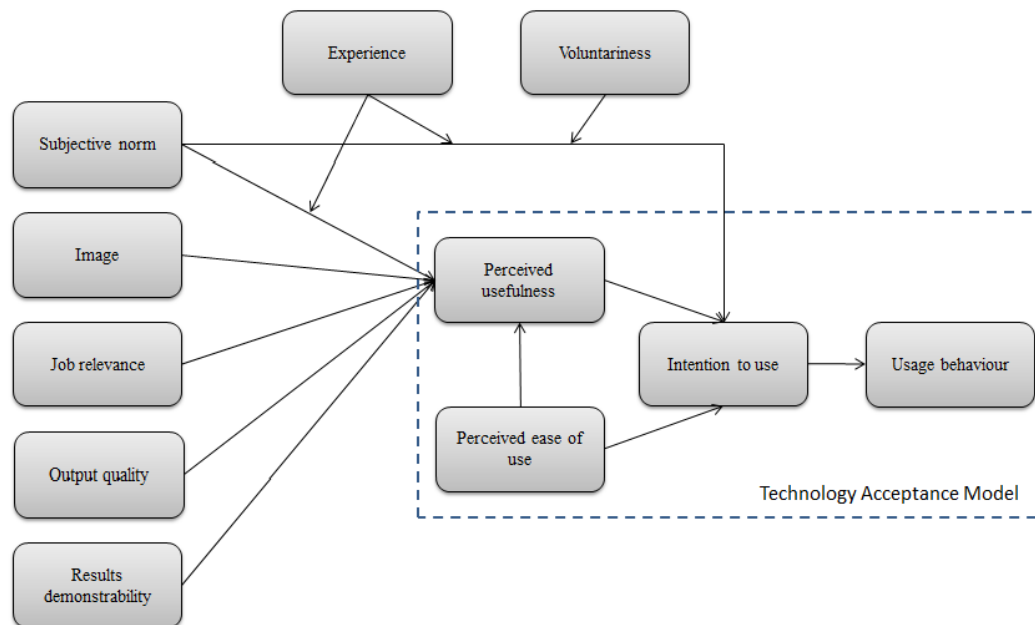 Experience
Voluntariness
Subjective norm
Image
Perceived
usefulness
Job relevance
Intention to use
Usage behaviour
Perceived ease of
use
Output quality
Technology Acceptance Model
Results
demonstrability